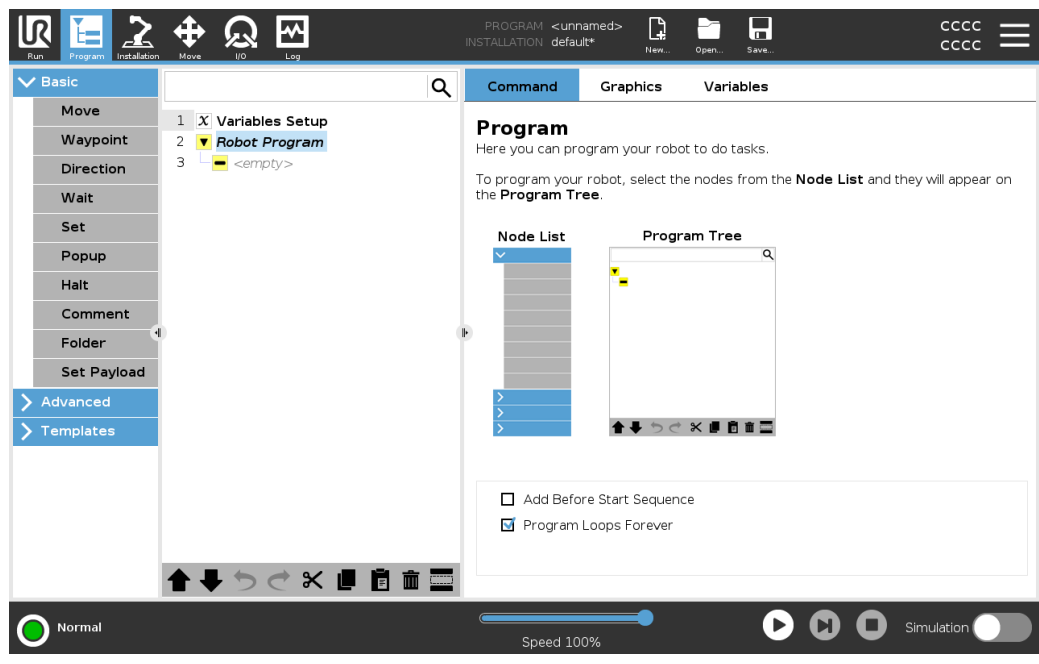 PROGRAM <unnamed>
INSTALLATION default*
CCCC
CCCC
UR
Run
Program
Installation
Move
I/O
Log
New...
Open...
Save...
Basic
Move
Waypoint
Direction
Wait
Set
Popup
Halt
Comment
Folder
Set Payload
Advanced
Templates
1 X Variables Setup
2 Robot Program
3 <empty>
Command Graphics Variables
Program
Here you can program your robot to do tasks.
To program your robot, select the nodes from the Node List and they will appear on
the Program Tree.
Node List Program Tree
Add Before Start Sequence
Program Loops Forever
Normal
Speed 100%
Simulation